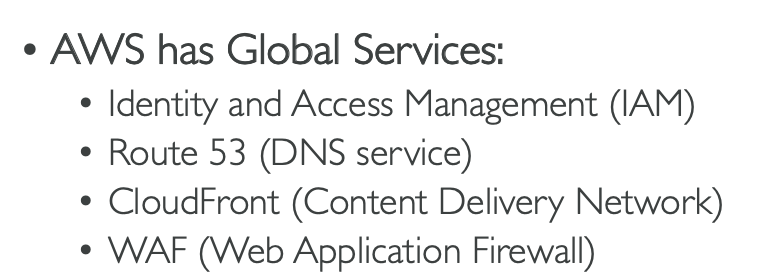 • AWS has Global Services:
• Identity and Access Management (IAM)
• Route 53 (DNS service)
• CloudFront (Content Delivery Network)
• WAF (Web Application Firewall)